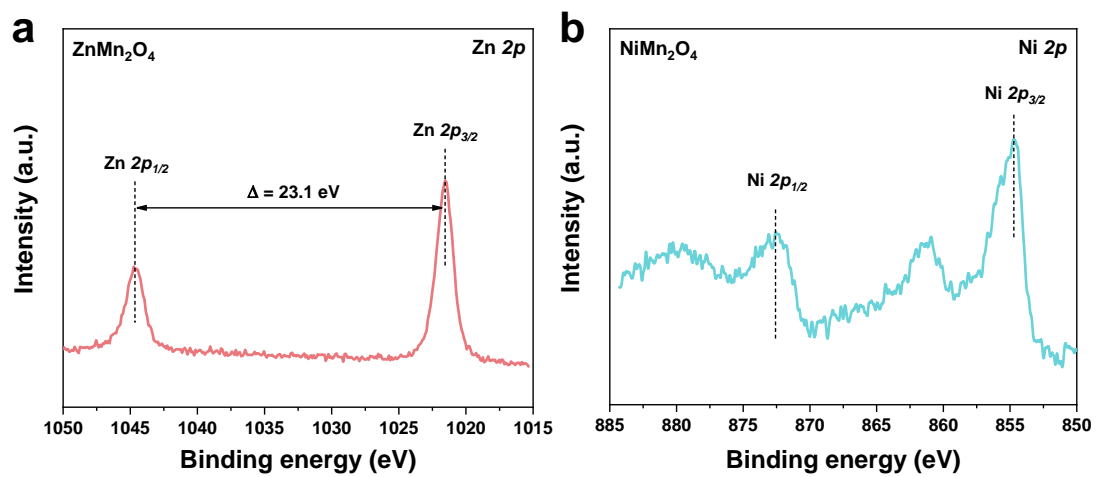 a
ZnMn₂O₄
Zn 2p
Zn 2p₃/₂
Zn 2p₁/₂
Δ = 23.1 eV
Intensity (a.u.)
1050 1045 1040 1035 1030 1025 1020 1015
Binding energy (eV)
b
NiMn₂O₄
Ni 2p
Ni 2p₃/₂
Ni 2p₁/₂
Intensity (a.u.)
885 880 875 870 865 860 855 850
Binding energy (eV)